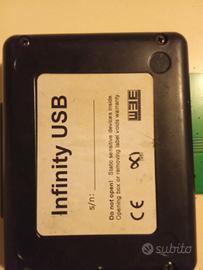 Infinity USB
s/n:
Do not open! Static sensitive devices inside.
Opening box or removing label voids warranty.
CE
subito